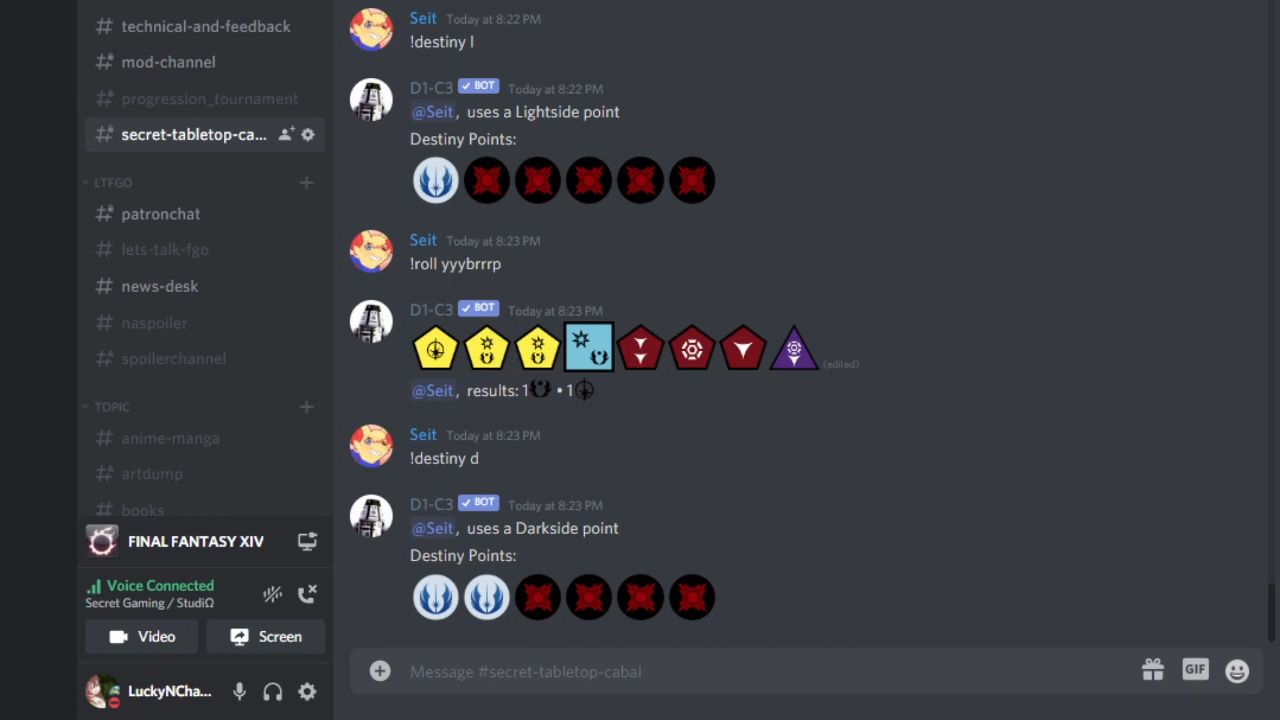 technical-and-feedback
mod-channel
progression_tournament
secret-tabletop-ca...
LTFGO
patronchat
lets-talk-fgo
news-desk
naspoiler
spoilerchannel
TOPIC
anime-manga
artdump
books
FINAL FANTASY XIV
Voice Connected
Secret Gaming / StudiΩ
Video
Screen
LuckyNCha...
Seit Today at 8:22 PM
!destiny l
D1-C3 BOT Today at 8:22 PM
@Seit, uses a Lightside point
Destiny Points:
Seit Today at 8:23 PM
!roll yyybrrrp
D1-C3 BOT Today at 8:23 PM
(edited)
@Seit, results: 1 • 1
Seit Today at 8:23 PM
!destiny d
D1-C3 BOT Today at 8:23 PM
@Seit, uses a Darkside point
Destiny Points:
Message #secret-tabletop-cabal
GIF